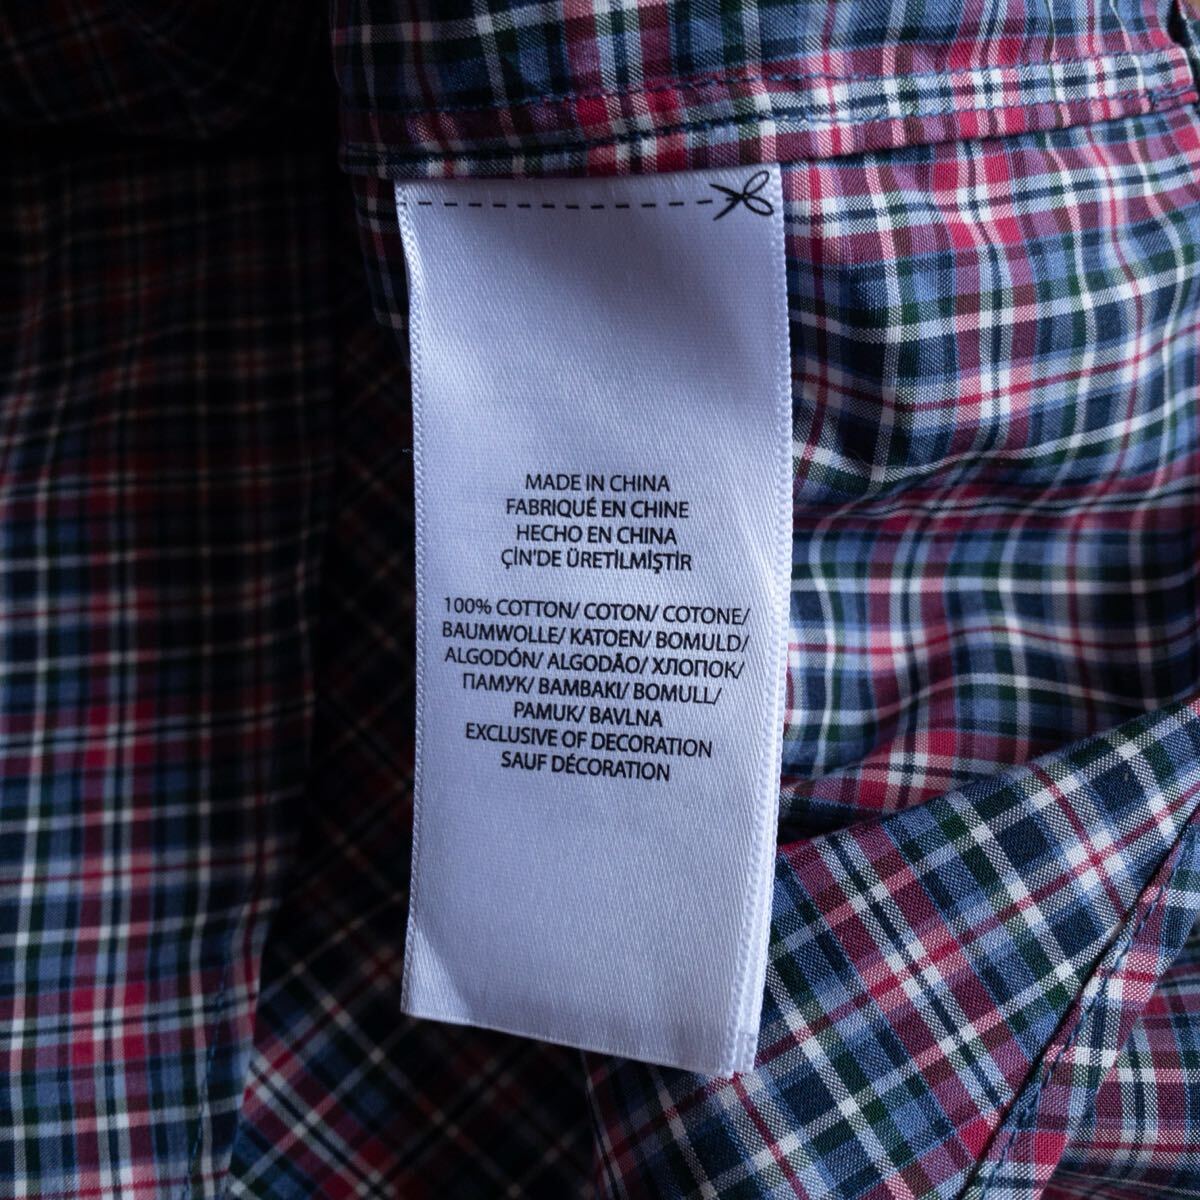 MADE IN CHINA
FABRIQUÉ EN CHINE
HECHO EN CHINA
ÇİN'DE ÜRETİLMİŞTİR
100% COTTON/ COTON/ COTONE/
BAUMWOLLE/ KATOEN/ BOMULD/
ALGODÓN/ ALGODÃO/ ХЛОПОК/
ПАМУК/ BAMBAKI/ BOMULL/
PAMUK/ BAVLNA
EXCLUSIVE OF DECORATION
SAUF DÉCORATION